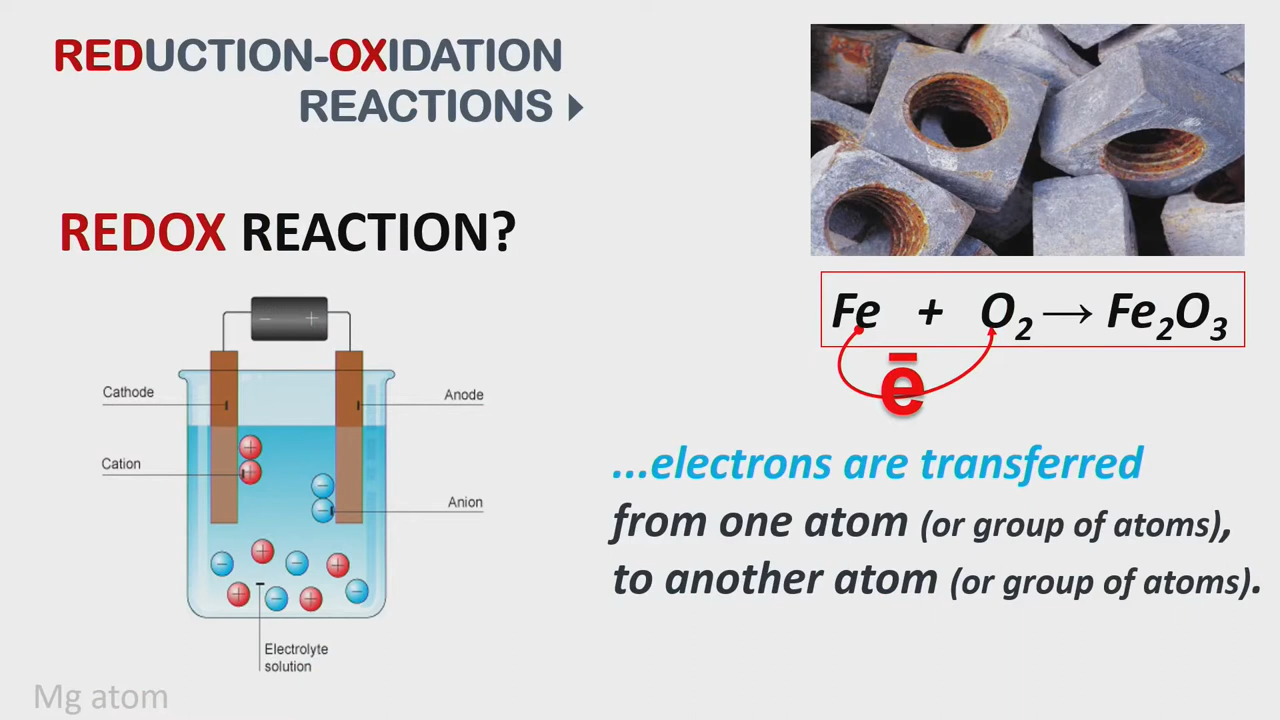 REDUCTION-OXIDATION
REACTIONS
REDOX REACTION?
Fe + O₂ → Fe₂O₃
ē
Cathode
Anode
Cation
Anion
Electrolyte
solution
...electrons are transferred
from one atom (or group of atoms),
to another atom (or group of atoms).
Mg atom